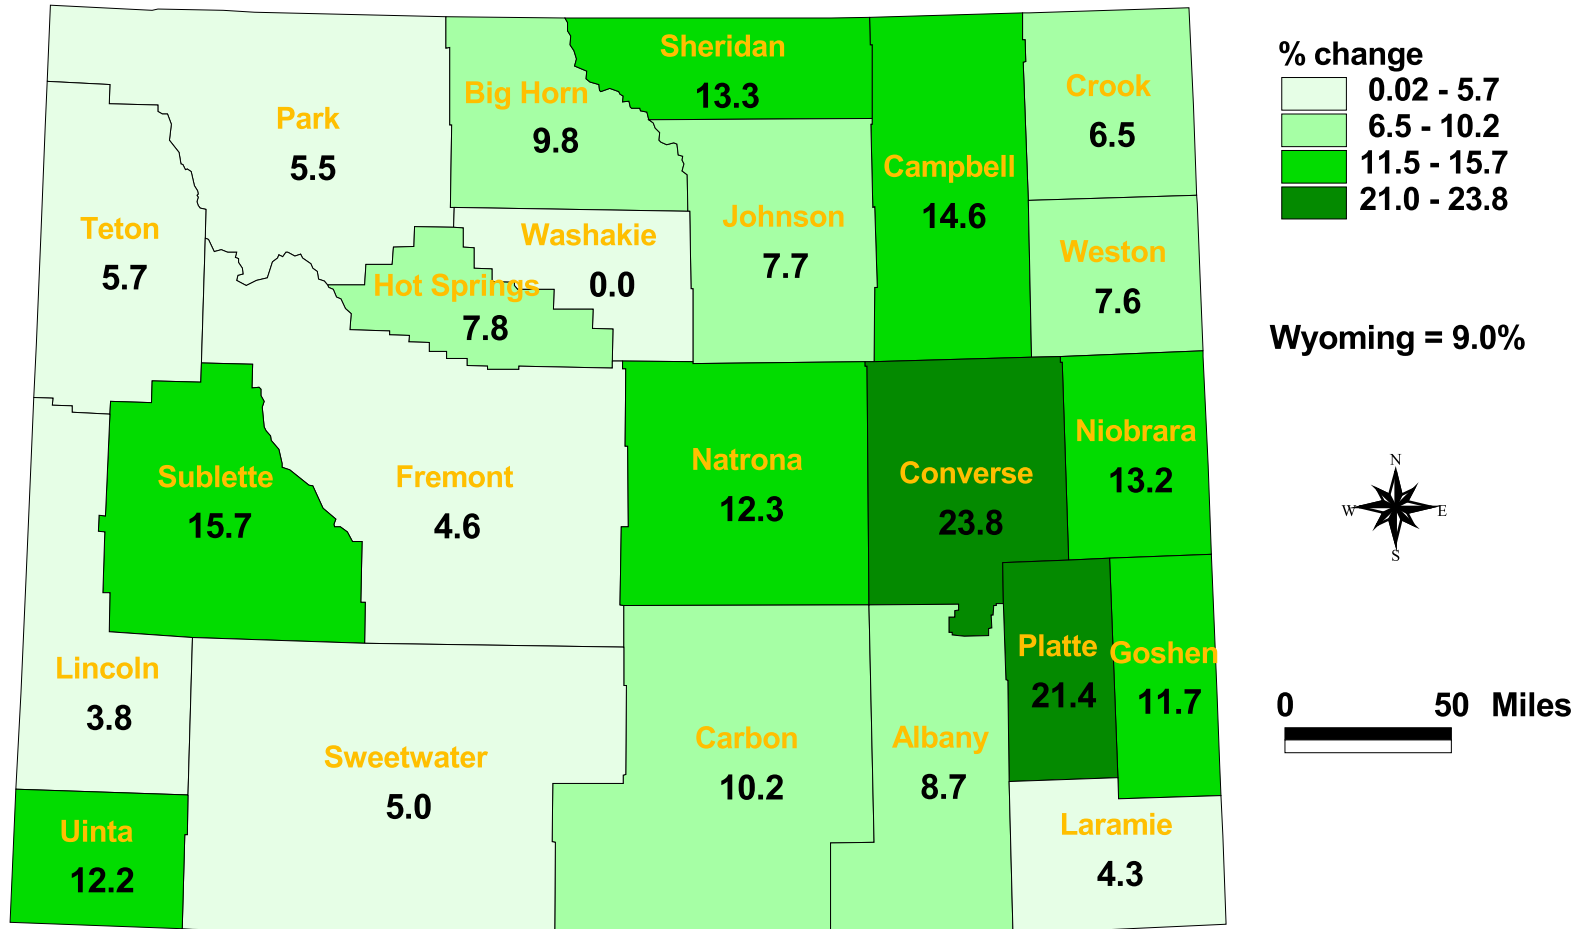 Sheridan
13.3
Big Horn
9.8
Crook
6.5
Park
5.5
Campbell
14.6
Johnson
7.7
Teton
5.7
Washakie
0.0
Weston
7.6
Hot Springs
7.8
Niobrara
13.2
Natrona
12.3
Converse
23.8
Sublette
15.7
Fremont
4.6
Platte
21.4
Goshen
11.7
Lincoln
3.8
Carbon
10.2
Albany
8.7
Sweetwater
5.0
Uinta
12.2
Laramie
4.3
% change
0.02 - 5.7
6.5 - 10.2
11.5 - 15.7
21.0 - 23.8
Wyoming = 9.0%
N
W E
S
0 50 Miles